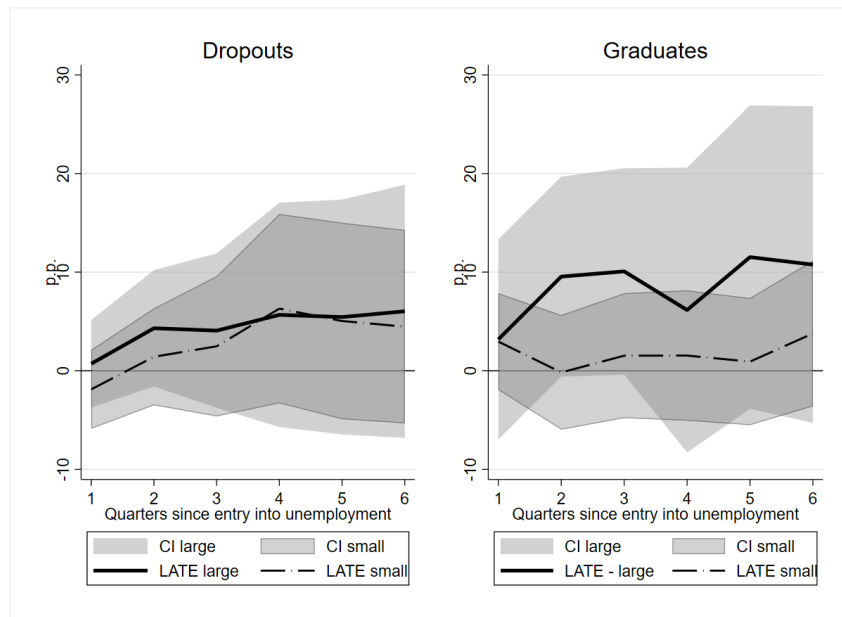 Dropouts
Graduates
30
20
10
0
-10
p.p.
1 2 3 4 5 6
Quarters since entry into unemployment
CI large
CI small
LATE large
LATE small
30
20
10
0
-10
p.p.
1 2 3 4 5 6
Quarters since entry into unemployment
CI large
CI small
LATE - large
LATE small